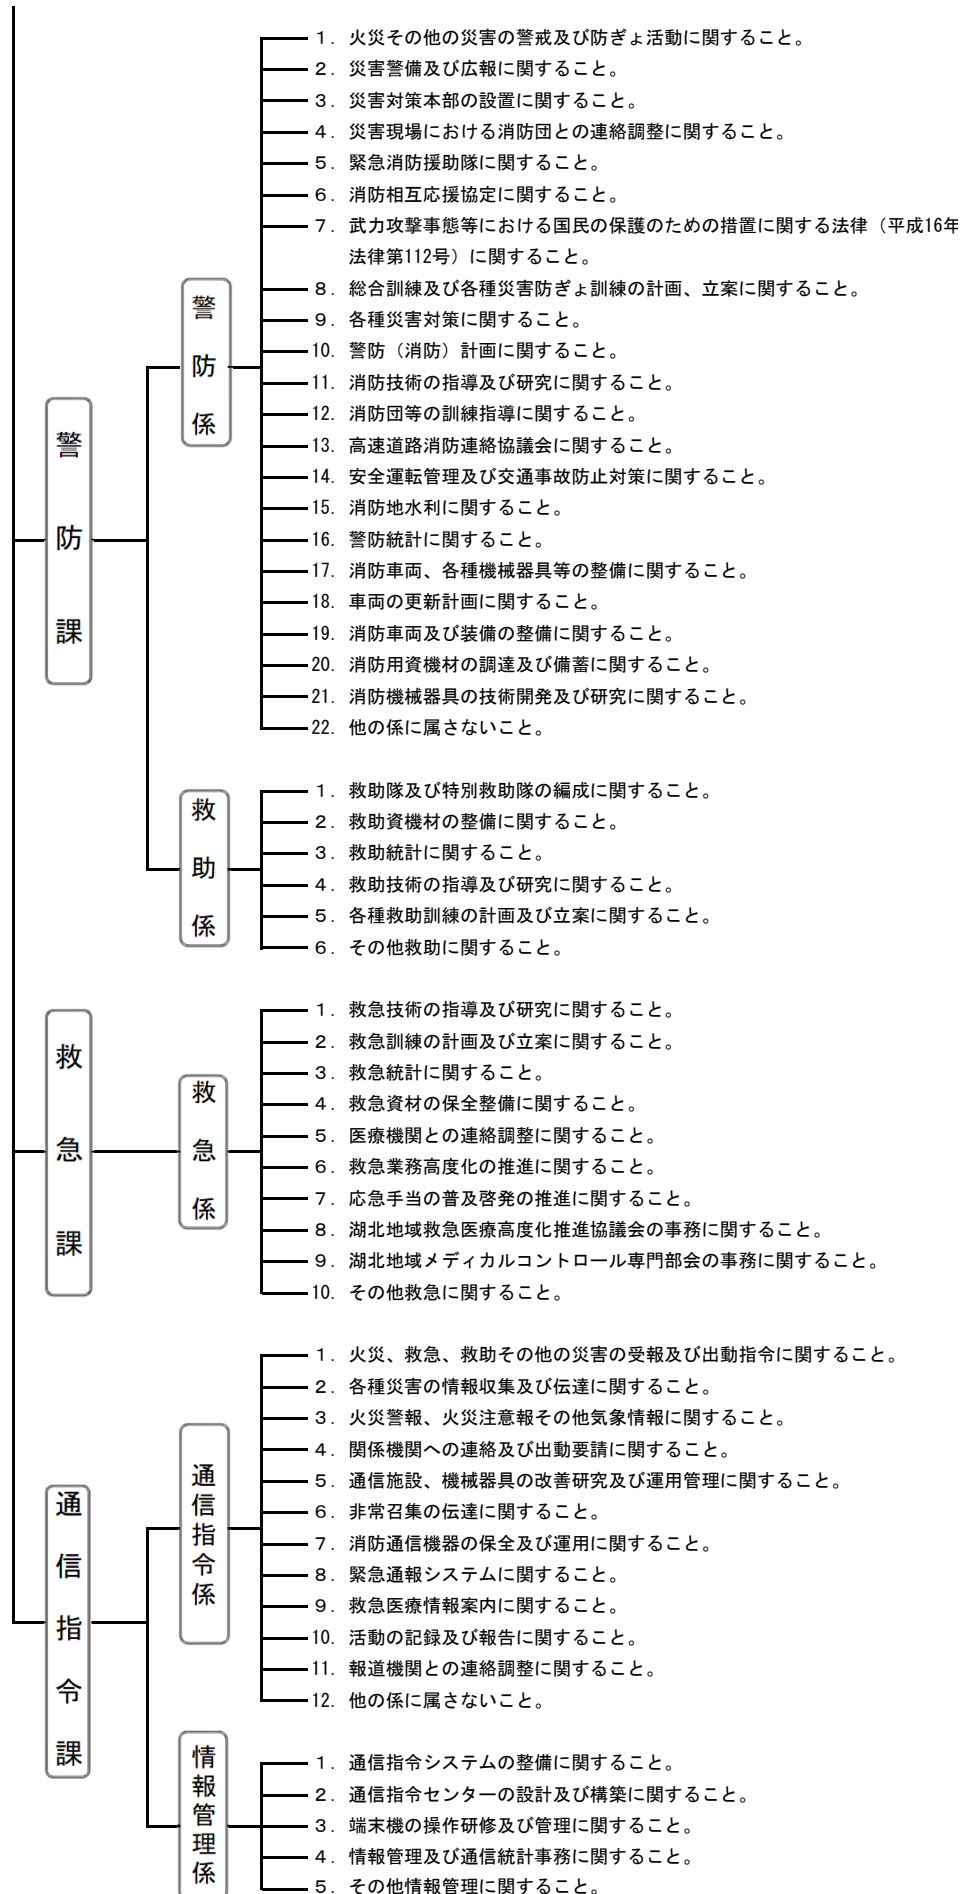 警防課
警防係
1. 火災その他の災害の警戒及び防ぎょ活動に関すること。
2. 災害警備及び広報に関すること。
3. 災害対策本部の設置に関すること。
4. 災害現場における消防団との連絡調整に関すること。
5. 緊急消防援助隊に関すること。
6. 消防相互応援協定に関すること。
7. 武力攻撃事態等における国民の保護のための措置に関する法律（平成16年
法律第112号）に関すること。
8. 総合訓練及び各種災害防ぎょ訓練の計画、立案に関すること。
9. 各種災害対策に関すること。
10. 警防（消防）計画に関すること。
11. 消防技術の指導及び研究に関すること。
12. 消防団等の訓練指導に関すること。
13. 高速道路消防連絡協議会に関すること。
14. 安全運転管理及び交通事故防止対策に関すること。
15. 消防地水利に関すること。
16. 警防統計に関すること。
17. 消防車両、各種機械器具等の整備に関すること。
18. 車両の更新計画に関すること。
19. 消防車両及び装備の整備に関すること。
20. 消防用資機材の調達及び備蓄に関すること。
21. 消防機械器具の技術開発及び研究に関すること。
22. 他の係に属さないこと。
救助係
1. 救助隊及び特別救助隊の編成に関すること。
2. 救助資機材の整備に関すること。
3. 救助統計に関すること。
4. 救助技術の指導及び研究に関すること。
5. 各種救助訓練の計画及び立案に関すること。
6. その他救助に関すること。
救急課
救急係
1. 救急技術の指導及び研究に関すること。
2. 救急訓練の計画及び立案に関すること。
3. 救急統計に関すること。
4. 救急資材の保全整備に関すること。
5. 医療機関との連絡調整に関すること。
6. 救急業務高度化の推進に関すること。
7. 応急手当の普及啓発の推進に関すること。
8. 湖北地域救急医療高度化推進協議会の事務に関すること。
9. 湖北地域メディカルコントロール専門部会の事務に関すること。
10. その他救急に関すること。
通信指令課
通信指令係
1. 火災、救急、救助その他の災害の受報及び出動指令に関すること。
2. 各種災害の情報収集及び伝達に関すること。
3. 火災警報、火災注意報その他気象情報に関すること。
4. 関係機関への連絡及び出動要請に関すること。
5. 通信施設、機械器具の改善研究及び運用管理に関すること。
6. 非常召集の伝達に関すること。
7. 消防通信機器の保全及び運用に関すること。
8. 緊急通報システムに関すること。
9. 救急医療情報案内に関すること。
10. 活動の記録及び報告に関すること。
11. 報道機関との連絡調整に関すること。
12. 他の係に属さないこと。
情報管理係
1. 通信指令システムの整備に関すること。
2. 通信指令センターの設計及び構築に関すること。
3. 端末機の操作研修及び管理に関すること。
4. 情報管理及び通信統計事務に関すること。
5. その他情報管理に関すること。